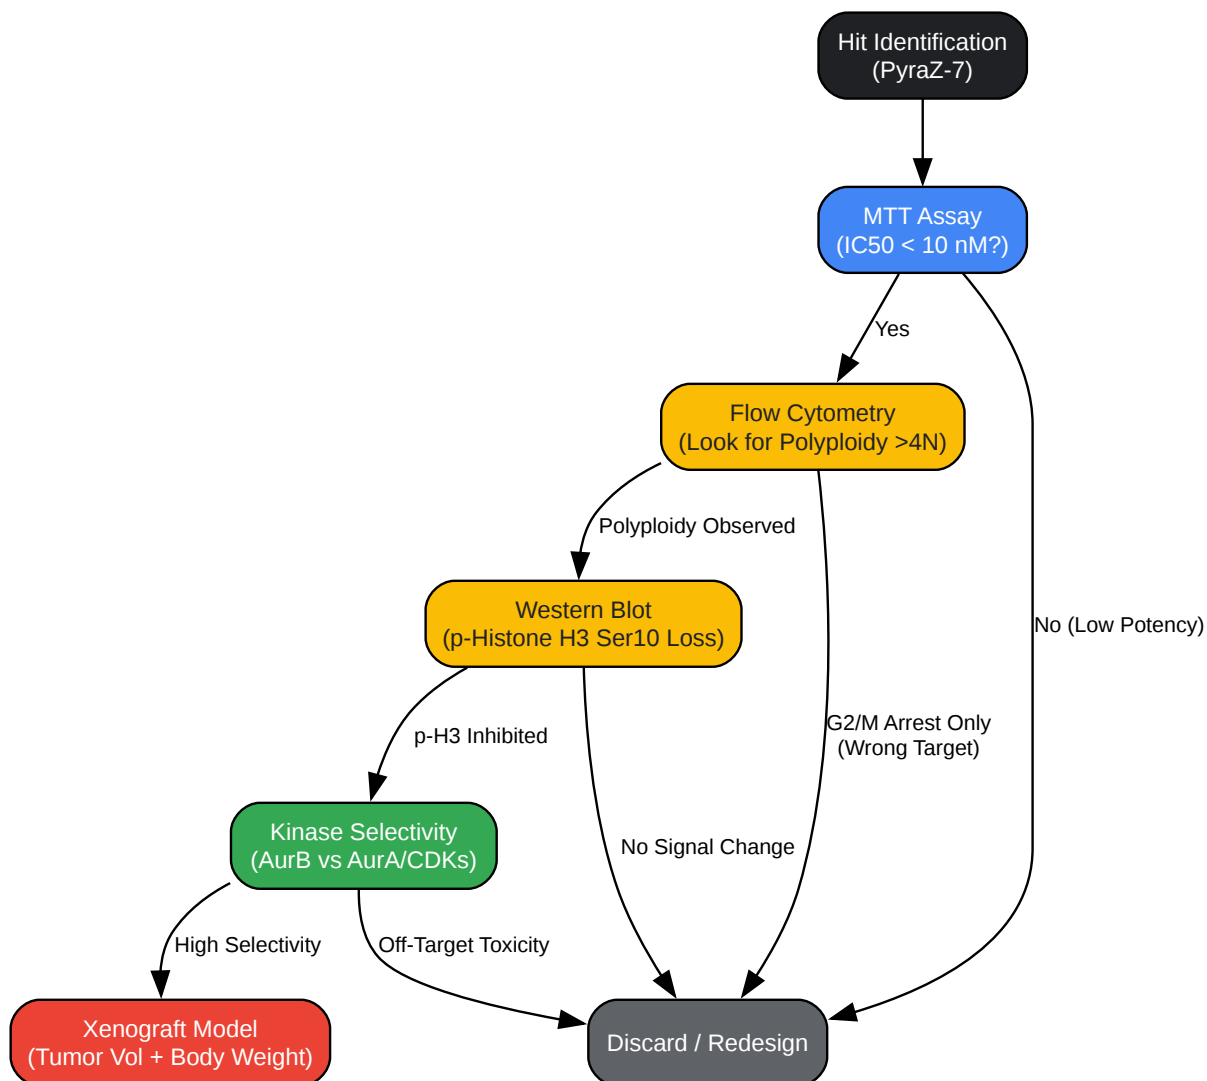 Hit Identification
(PyraZ-7)
MTT Assay
(IC50 < 10 nM?)
Yes
Flow Cytometry
(Look for Polyploidy >4N)
Polyploidy Observed
Western Blot
(p-Histone H3 Ser10 Loss)
No (Low Potency)
G2/M Arrest Only
(Wrong Target)
p-H3 Inhibited
Kinase Selectivity
(AurB vs AurA/CDKs)
No Signal Change
High Selectivity
Off-Target Toxicity
Xenograft Model
(Tumor Vol + Body Weight)
Discard / Redesign